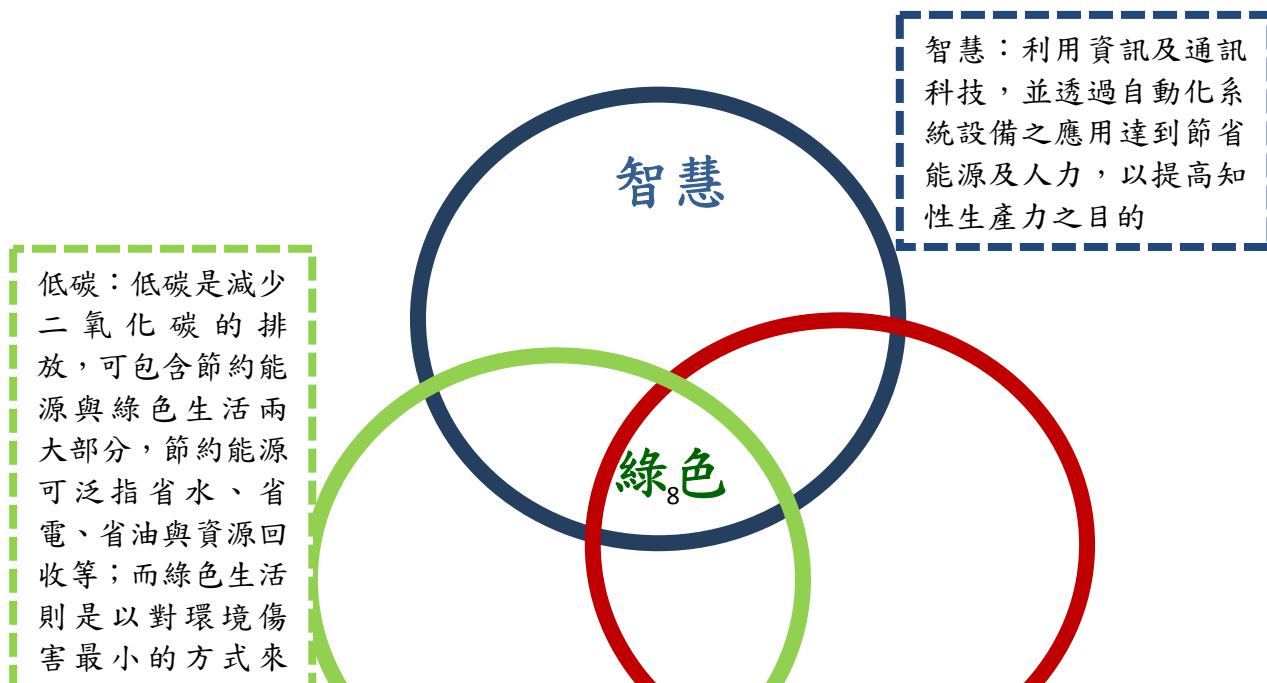 智慧：利用資訊及通訊
科技，並透過自動化系
統設備之應用達到節省
能源及人力，以提高知
性生產力之目的
智慧
低碳：低碳是減少
二氧化碳的排
放，可包含節約能
源與綠色生活兩
大部分，節約能源
可泛指省水、省
電、省油與資源回
收等；而綠色生活
則是以對環境傷
害最小的方式來
綠色
8